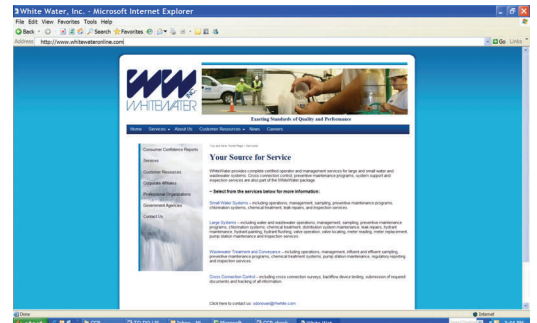 White Water, Inc. - Microsoft Internet Explorer
File Edit View Favorites Tools Help
Back Search Favorites
Address http://www.whitewateronline.com Go Links
WW INC.
WHITEWATER
Exacting Standards of Quality and Performance
Home Services About Us Customer Resources News Careers
Consumer Confidence Reports
Services
Customer Resources
Corporate Affiliates
Professional Organizations
Government Agencies
Contact Us
You are here: Home Page > Services
Your Source for Service
WhiteWater provides complete certified operator and management services for large and small water and
wastewater systems. Cross connection control, preventive maintenance programs, system support and
inspection services are also part of the WhiteWater package.
~ Select from the services below for more information:
Small Water Systems – including operations, management, sampling, preventive maintenance programs,
chlorination systems, chemical treatment, leak repairs, and inspection services.
Large Systems – including water and wastewater operations, management, sampling, preventive maintenance
programs, chlorination systems, chemical treatment, distribution system maintenance, leak repairs, hydrant
maintenance, hydrant painting, hydrant flushing, valve operation, valve locating, meter reading, meter replacement,
pump station maintenance and inspection services.
Wastewater Treatment and Conveyance – including operations, management, influent and effluent sampling,
preventive maintenance programs, chemical treatment systems, pump station maintenance, regulatory reporting
and inspection services.
Cross Connection Control – including cross connection surveys, backflow device testing, submission of required
documents and tracking of all information.
Click here to contact us:
Done Internet